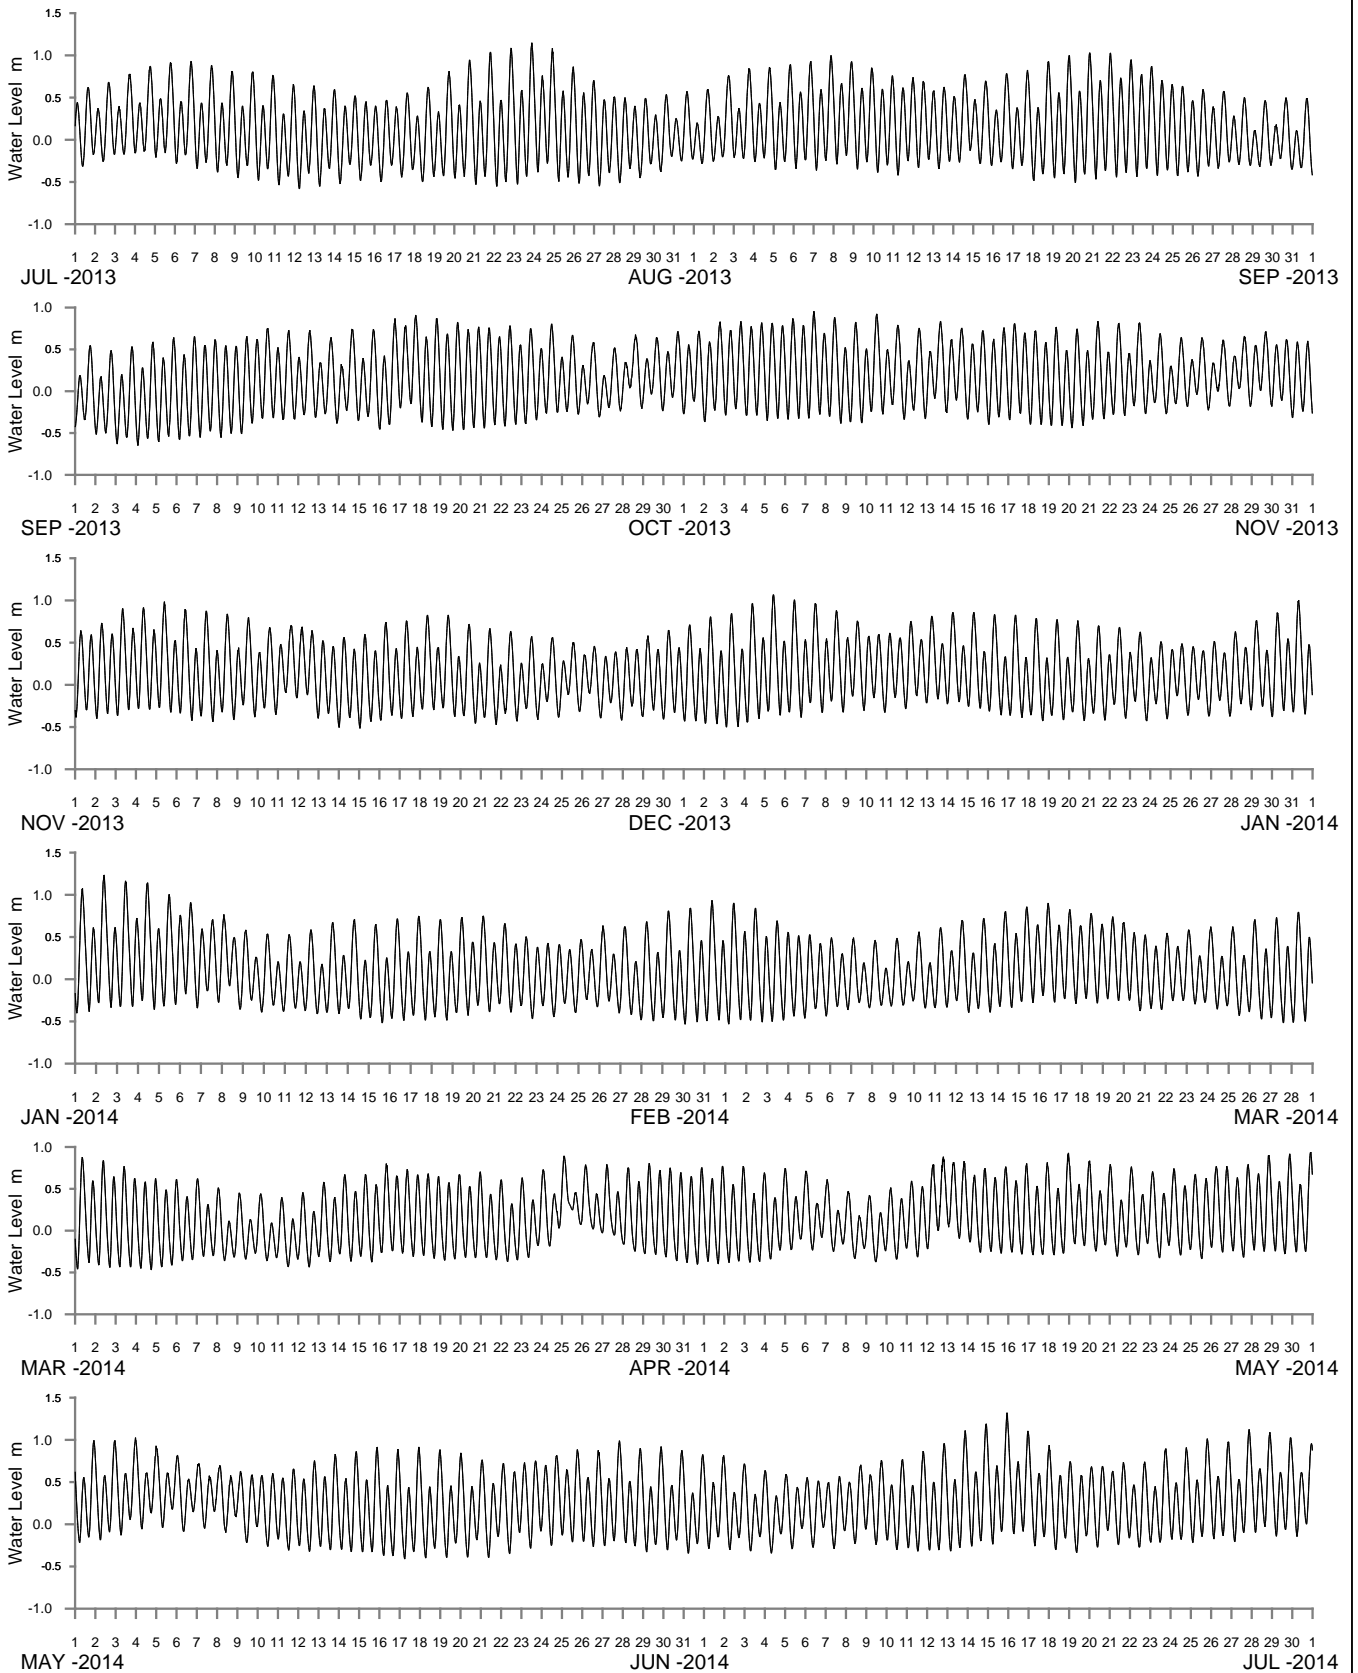 1.5
1.0
0.5
0.0
-0.5
-1.0
Water Level m
1 2 3 4 5 6 7 8 9 10 11 12 13 14 15 16 17 18 19 20 21 22 23 24 25 26 27 28 29 30 31 1 2 3 4 5 6 7 8 9 10 11 12 13 14 15 16 17 18 19 20 21 22 23 24 25 26 27 28 29 30 31 1
JUL -2013 AUG -2013 SEP -2013
1.0
0.5
0.0
-0.5
-1.0
Water Level m
1 2 3 4 5 6 7 8 9 10 11 12 13 14 15 16 17 18 19 20 21 22 23 24 25 26 27 28 29 30 1 2 3 4 5 6 7 8 9 10 11 12 13 14 15 16 17 18 19 20 21 22 23 24 25 26 27 28 29 30 31 1
SEP -2013 OCT -2013 NOV -2013
1.5
1.0
0.5
0.0
-0.5
-1.0
Water Level m
1 2 3 4 5 6 7 8 9 10 11 12 13 14 15 16 17 18 19 20 21 22 23 24 25 26 27 28 29 30 1 2 3 4 5 6 7 8 9 10 11 12 13 14 15 16 17 18 19 20 21 22 23 24 25 26 27 28 29 30 31 1
NOV -2013 DEC -2013 JAN -2014
1.5
1.0
0.5
0.0
-0.5
-1.0
Water Level m
1 2 3 4 5 6 7 8 9 10 11 12 13 14 15 16 17 18 19 20 21 22 23 24 25 26 27 28 29 30 31 1 2 3 4 5 6 7 8 9 10 11 12 13 14 15 16 17 18 19 20 21 22 23 24 25 26 27 28 1
JAN -2014 FEB -2014 MAR -2014
1.0
0.5
0.0
-0.5
-1.0
Water Level m
1 2 3 4 5 6 7 8 9 10 11 12 13 14 15 16 17 18 19 20 21 22 23 24 25 26 27 28 29 30 31 1 2 3 4 5 6 7 8 9 10 11 12 13 14 15 16 17 18 19 20 21 22 23 24 25 26 27 28 29 30 1
MAR -2014 APR -2014 MAY -2014
1.5
1.0
0.5
0.0
-0.5
-1.0
Water Level m
1 2 3 4 5 6 7 8 9 10 11 12 13 14 15 16 17 18 19 20 21 22 23 24 25 26 27 28 29 30 31 1 2 3 4 5 6 7 8 9 10 11 12 13 14 15 16 17 18 19 20 21 22 23 24 25 26 27 28 29 30 1
MAY -2014 JUN -2014 JUL -2014